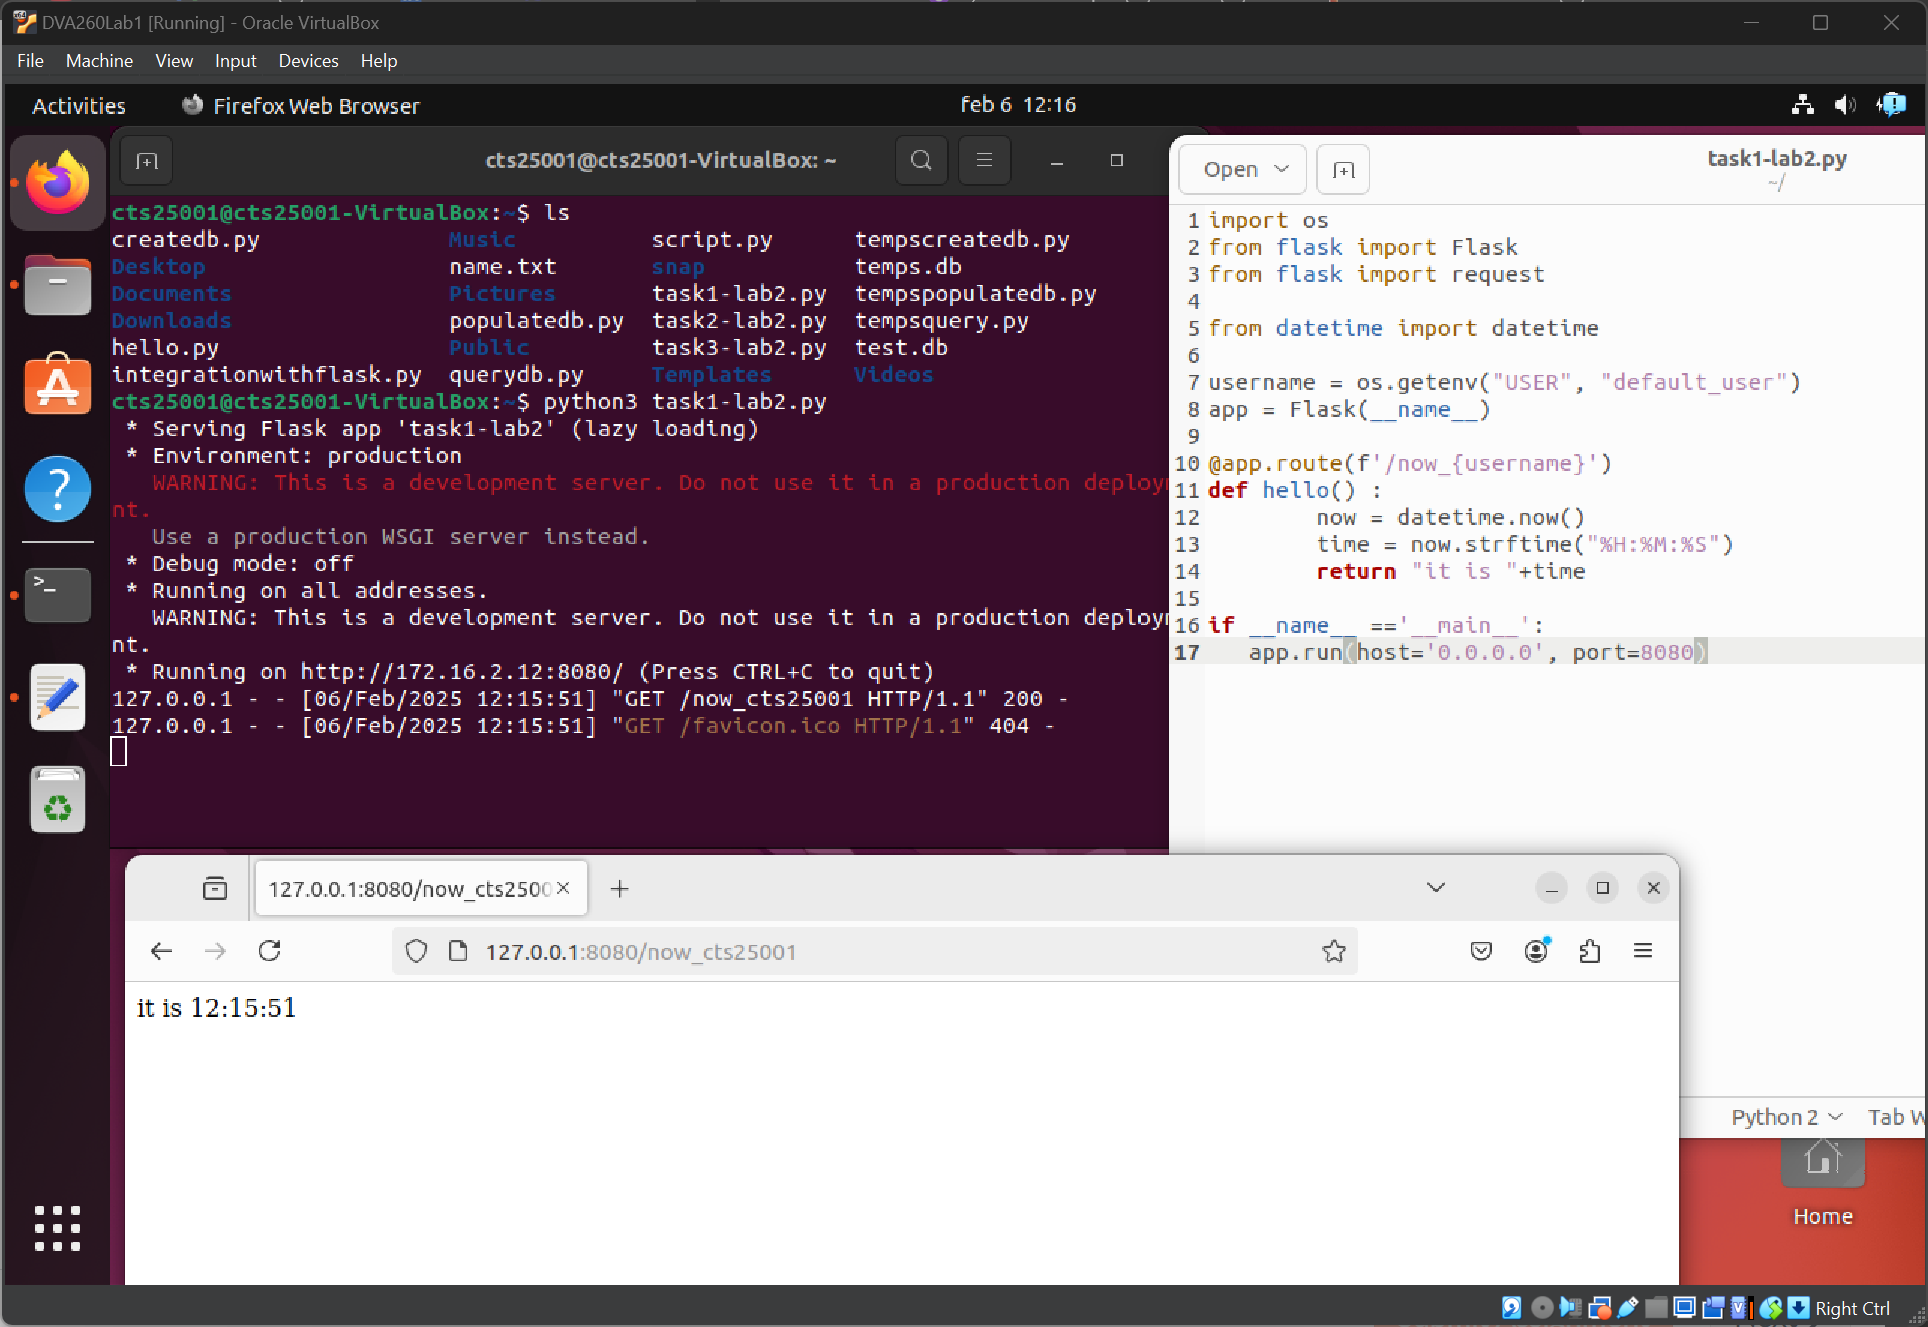 DVA260Lab1 [Running] - Oracle VirtualBox
File Machine View Input Devices Help
Activities Firefox Web Browser feb 6 12:16
cts25001@cts25001-VirtualBox: ~
cts25001@cts25001-VirtualBox:~$ ls
createdb.py Music script.py tempscreatedb.py
Desktop name.txt snap temps.db
Documents Pictures task1-lab2.py tempspopulatedb.py
Downloads populatedb.py task2-lab2.py tempsquery.py
hello.py Public task3-lab2.py test.db
integrationwithflask.py querydb.py Templates Videos
cts25001@cts25001-VirtualBox:~$ python3 task1-lab2.py
* Serving Flask app 'task1-lab2' (lazy loading)
* Environment: production
WARNING: This is a development server. Do not use it in a production deploym
nt.
Use a production WSGI server instead.
* Debug mode: off
* Running on all addresses.
WARNING: This is a development server. Do not use it in a production deploym
nt.
* Running on http://172.16.2.12:8080/ (Press CTRL+C to quit)
127.0.0.1 - - [06/Feb/2025 12:15:51] "GET /now_cts25001 HTTP/1.1" 200 -
127.0.0.1 - - [06/Feb/2025 12:15:51] "GET /favicon.ico HTTP/1.1" 404 -
Open
task1-lab2.py
~/
1 import os
2 from flask import Flask
3 from flask import request
4
5 from datetime import datetime
6
7 username = os.getenv("USER", "default_user")
8 app = Flask(__name__)
9
10 @app.route(f'/now_{username}')
11 def hello() :
12 now = datetime.now()
13 time = now.strftime("%H:%M:%S")
14 return "it is "+time
15
16 if __name__ =='__main__':
17 app.run(host='0.0.0.0', port=8080)
127.0.0.1:8080/now_cts2500
127.0.0.1:8080/now_cts25001
it is 12:15:51
Python 2 Tab W
Home
Right Ctrl